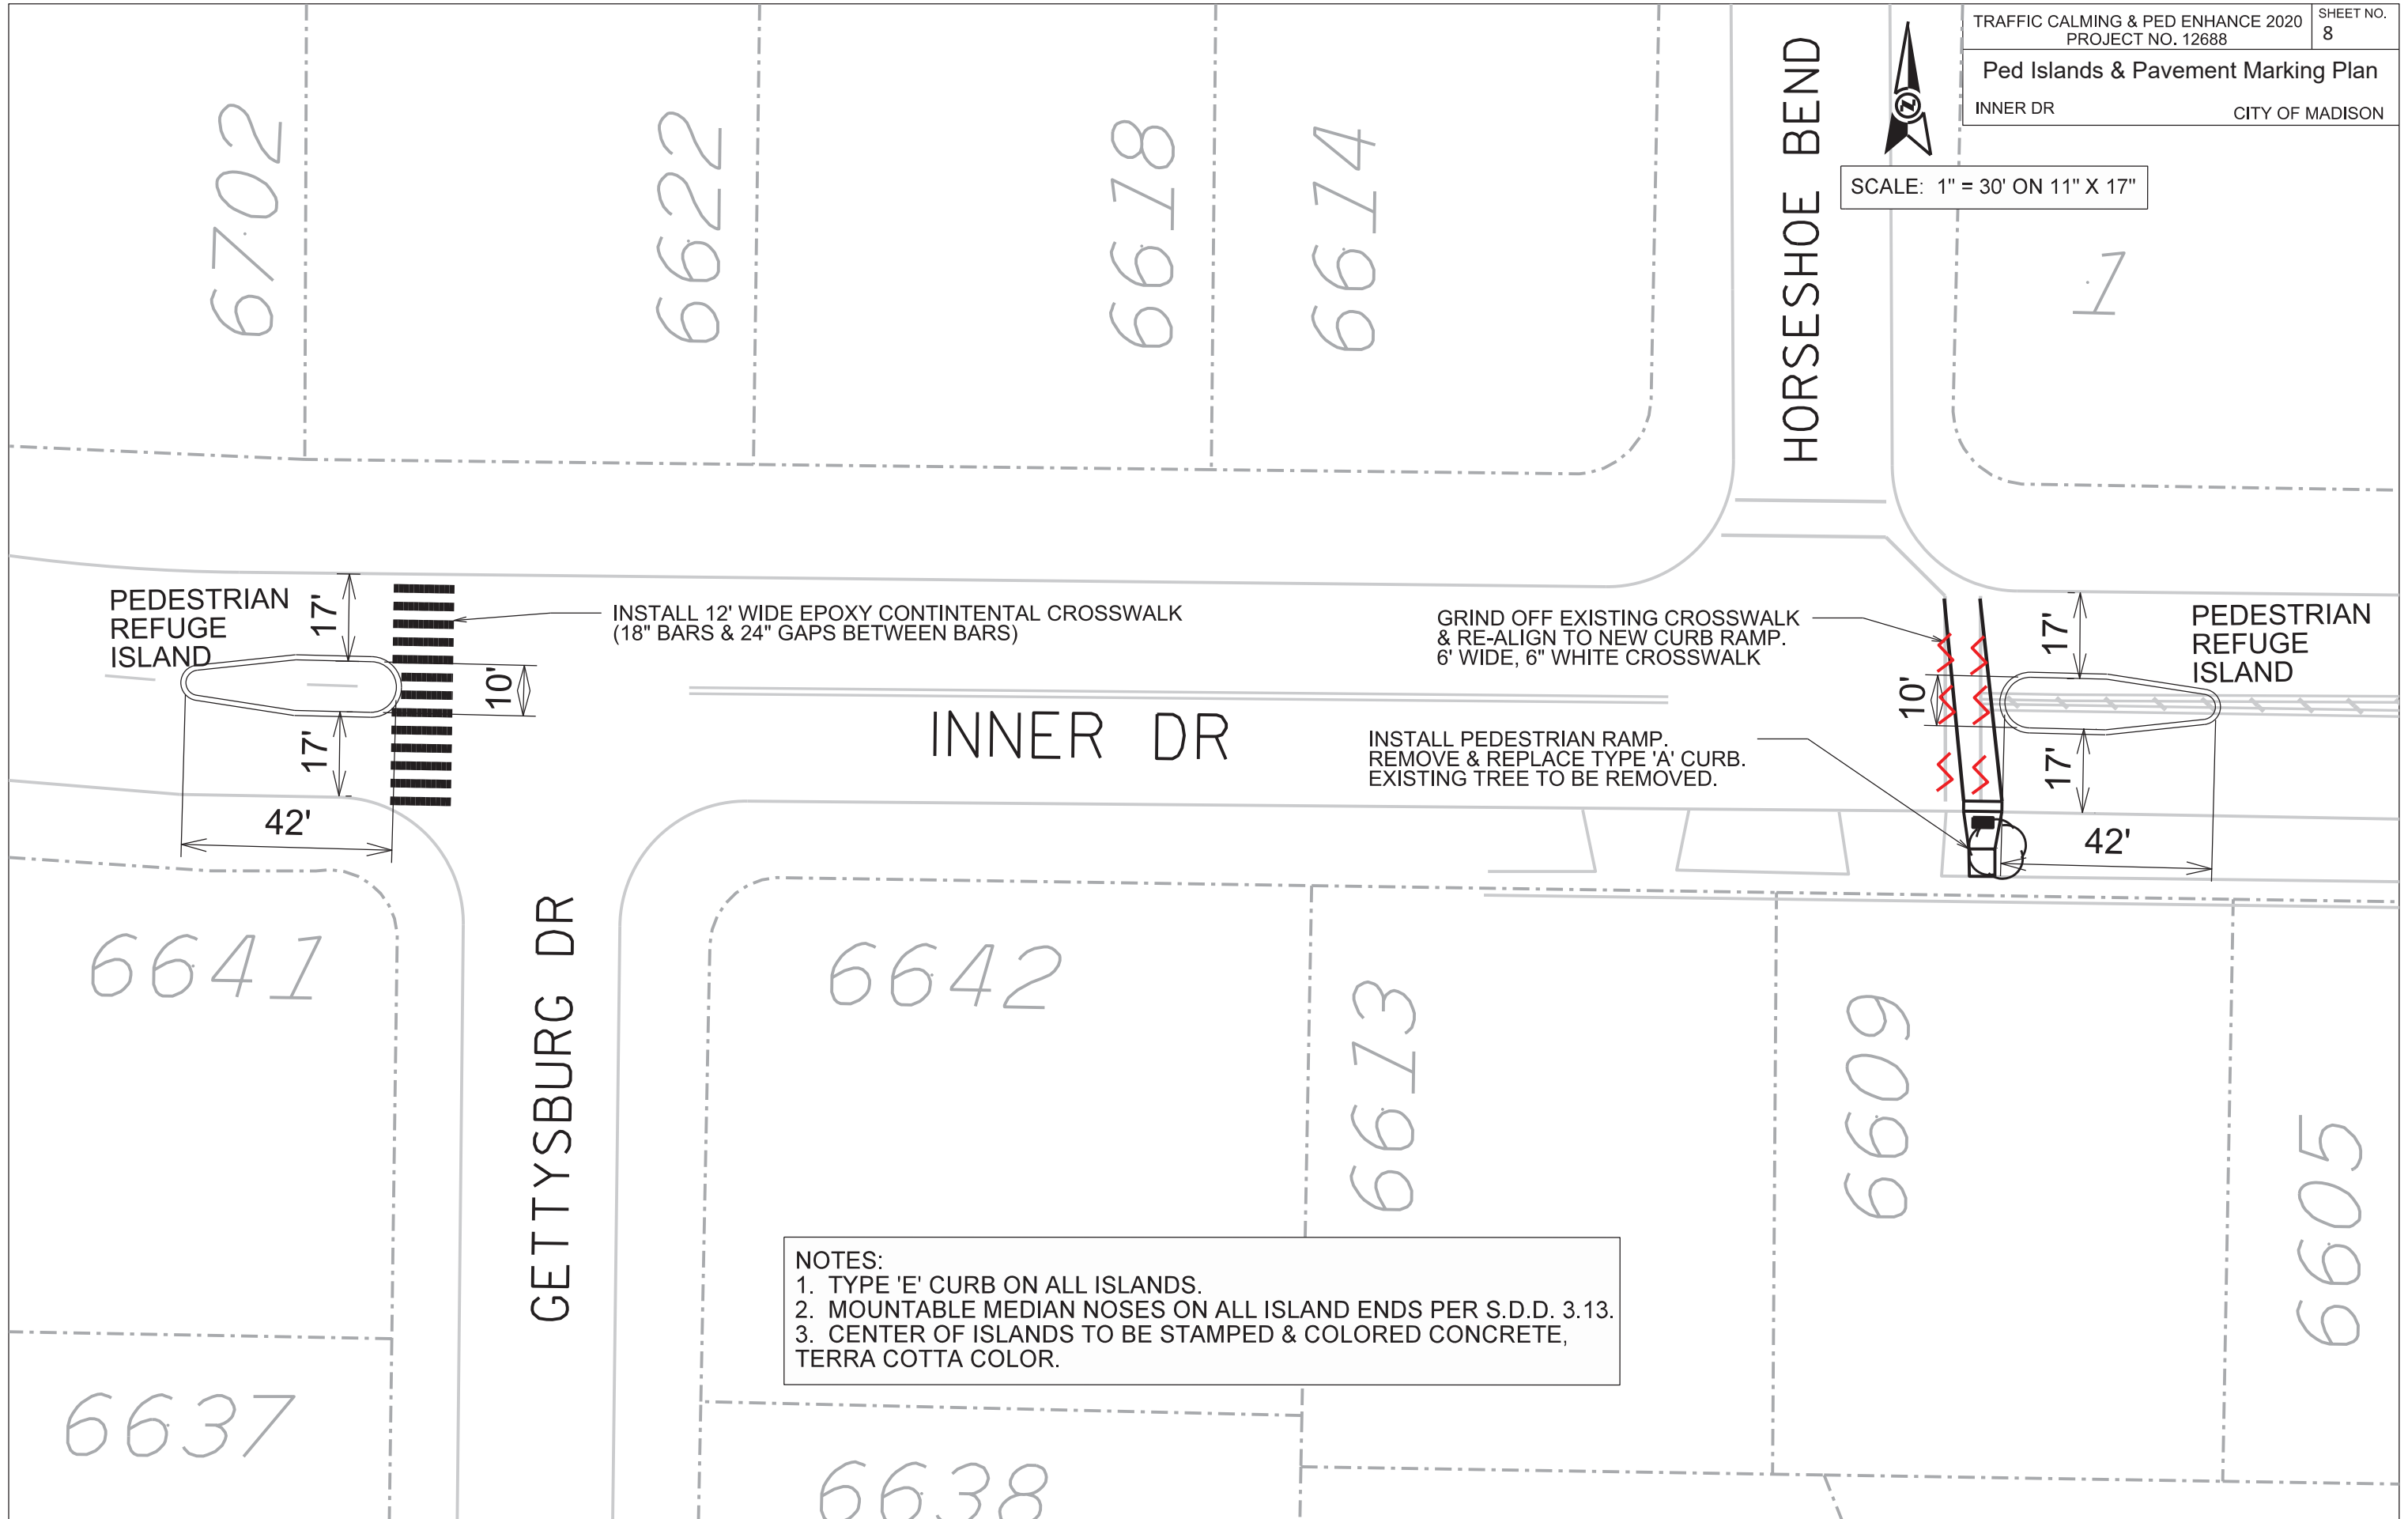 TRAFFIC CALMING & PED ENHANCE 2020
PROJECT NO. 12688
SHEET NO.
8
Ped Islands & Pavement Marking Plan
INNER DR
CITY OF MADISON
N
SCALE: 1" = 30' ON 11" X 17"
6702
6622
6618
6614
HORSESHOE BEND
1
PEDESTRIAN
REFUGE
ISLAND
17'
17'
10'
42'
INSTALL 12' WIDE EPOXY CONTINTENTAL CROSSWALK
(18" BARS & 24" GAPS BETWEEN BARS)
GRIND OFF EXISTING CROSSWALK
& RE-ALIGN TO NEW CURB RAMP.
6' WIDE, 6" WHITE CROSSWALK
INNER DR
INSTALL PEDESTRIAN RAMP.
REMOVE & REPLACE TYPE 'A' CURB.
EXISTING TREE TO BE REMOVED.
10'
17'
17'
42'
PEDESTRIAN
REFUGE
ISLAND
6641
GETTYSBURG DR
6642
6613
6609
6605
NOTES:
1. TYPE 'E' CURB ON ALL ISLANDS.
2. MOUNTABLE MEDIAN NOSES ON ALL ISLAND ENDS PER S.D.D. 3.13.
3. CENTER OF ISLANDS TO BE STAMPED & COLORED CONCRETE,
TERRA COTTA COLOR.
6637
6638